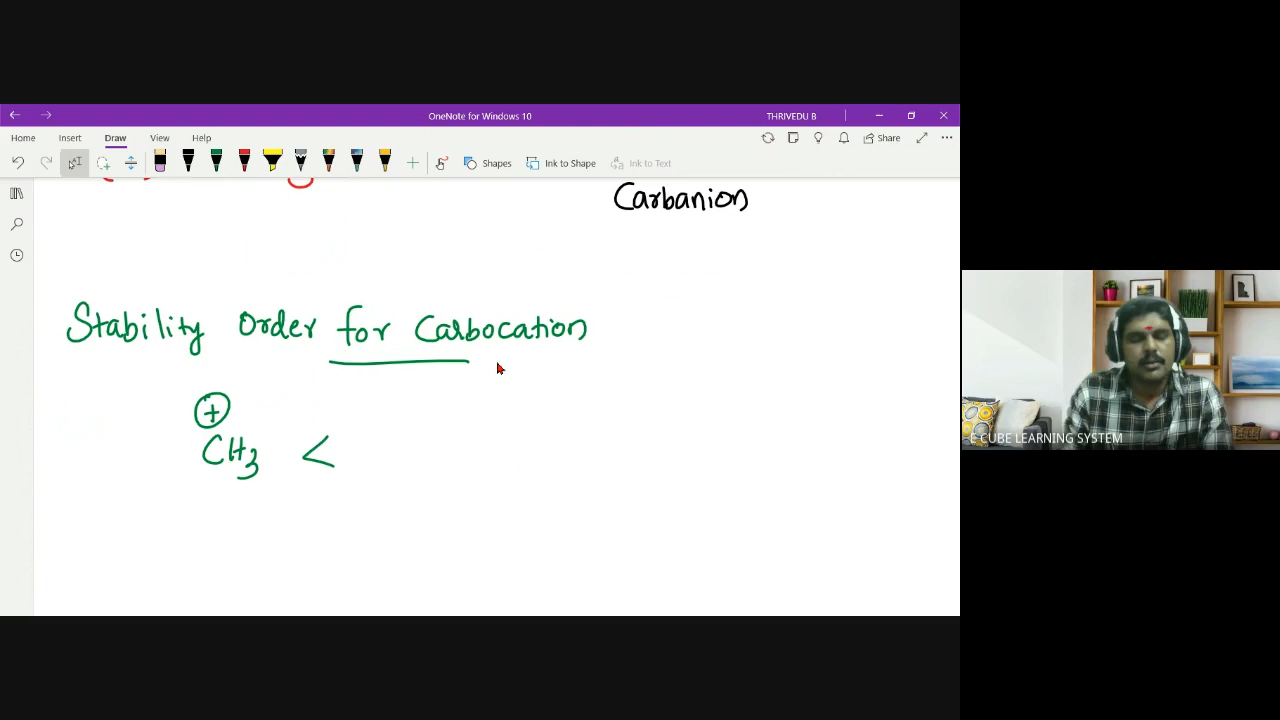 OneNote for Windows 10
THRIVEDU B
Home Insert Draw View Help
Share
Shapes Ink to Shape Ink to Text
Carbanion
Stability Order for Carbocation
+
CH3 <
E CUBE LEARNING SYSTEM